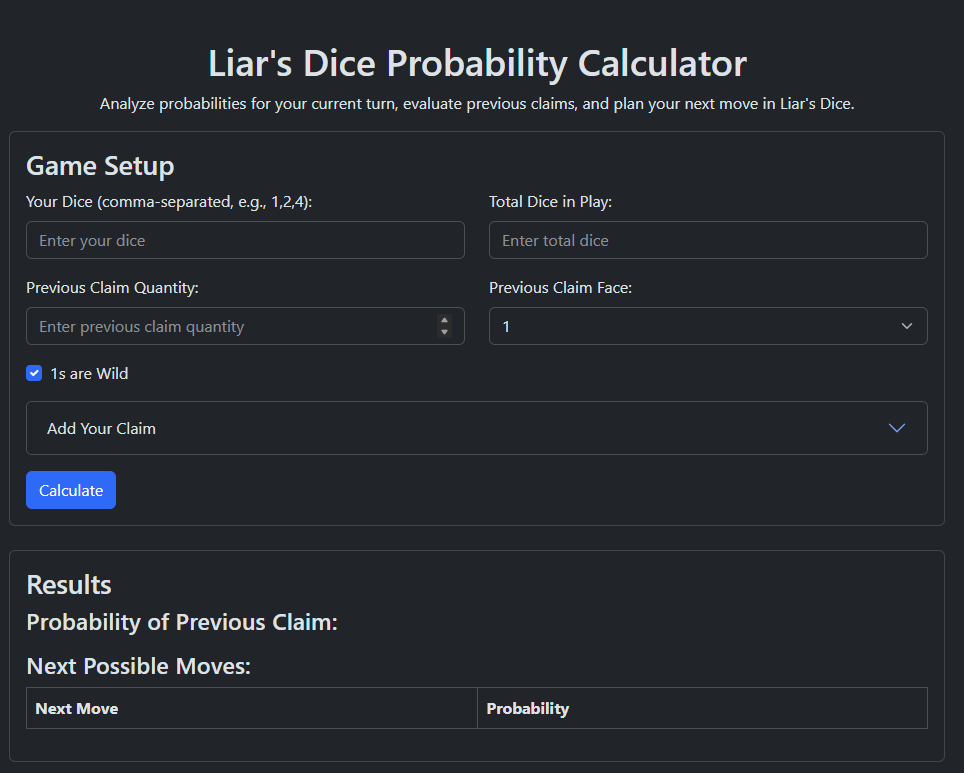 Liar's Dice Probability Calculator
Analyze probabilities for your current turn, evaluate previous claims, and plan your next move in Liar's Dice.
Game Setup
Your Dice (comma-separated, e.g., 1,2,4):
Total Dice in Play:
Enter your dice
Enter total dice
Previous Claim Quantity:
Previous Claim Face:
Enter previous claim quantity
1
1s are Wild
Add Your Claim
Calculate
Results
Probability of Previous Claim:
Next Possible Moves:
Next Move
Probability